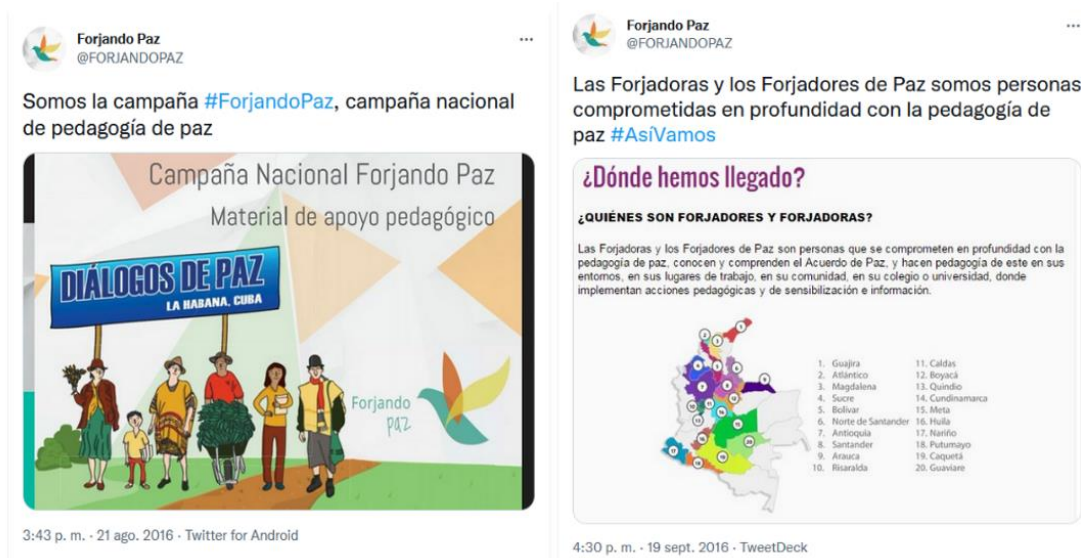 Forjando Paz
@FORJANDOPAZ
Somos la campaña #ForjandoPaz, campaña nacional
de pedagogía de paz
Campaña Nacional Forjando Paz
Material de apoyo pedagógico
DIÁLOGOS DE PAZ
LA HABANA, CUBA
Forjando
paz
3:43 p. m. · 21 ago. 2016 · Twitter for Android
Forjando Paz
@FORJANDOPAZ
Las Forjadoras y los Forjadores de Paz somos personas
comprometidas en profundidad con la pedagogía de
paz #AsíVamos
¿Dónde hemos llegado?
¿QUIÉNES SON FORJADORES Y FORJADORAS?
Las Forjadoras y los Forjadores de Paz son personas que se comprometen en profundidad con la
pedagogía de paz, conocen y comprenden el Acuerdo de Paz, y hacen pedagogía de este en sus
entornos, en sus lugares de trabajo, en su comunidad, en su colegio o universidad, donde
implementan acciones pedagógicas y de sensibilización e información.
1. Guajira
2. Atlántico
3. Magdalena
4. Sucre
5. Bolívar
6. Norte de Santander
7. Antioquia
8. Santander
9. Arauca
10. Risaralda
11. Caldas
12. Boyacá
13. Quindio
14. Cundinamarca
15. Meta
16. Huila
17. Nariño
18. Putumayo
19. Caquetá
20. Guaviare
4:30 p. m. · 19 sept. 2016 · TweetDeck